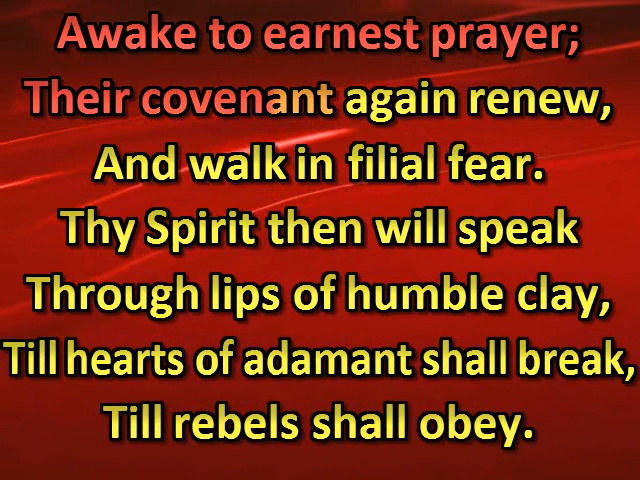 Awake to earnest prayer;
Their covenant again renew,
And walk in filial fear.
Thy Spirit then will speak
Through lips of humble clay,
Till hearts of adamant shall break,
Till rebels shall obey.